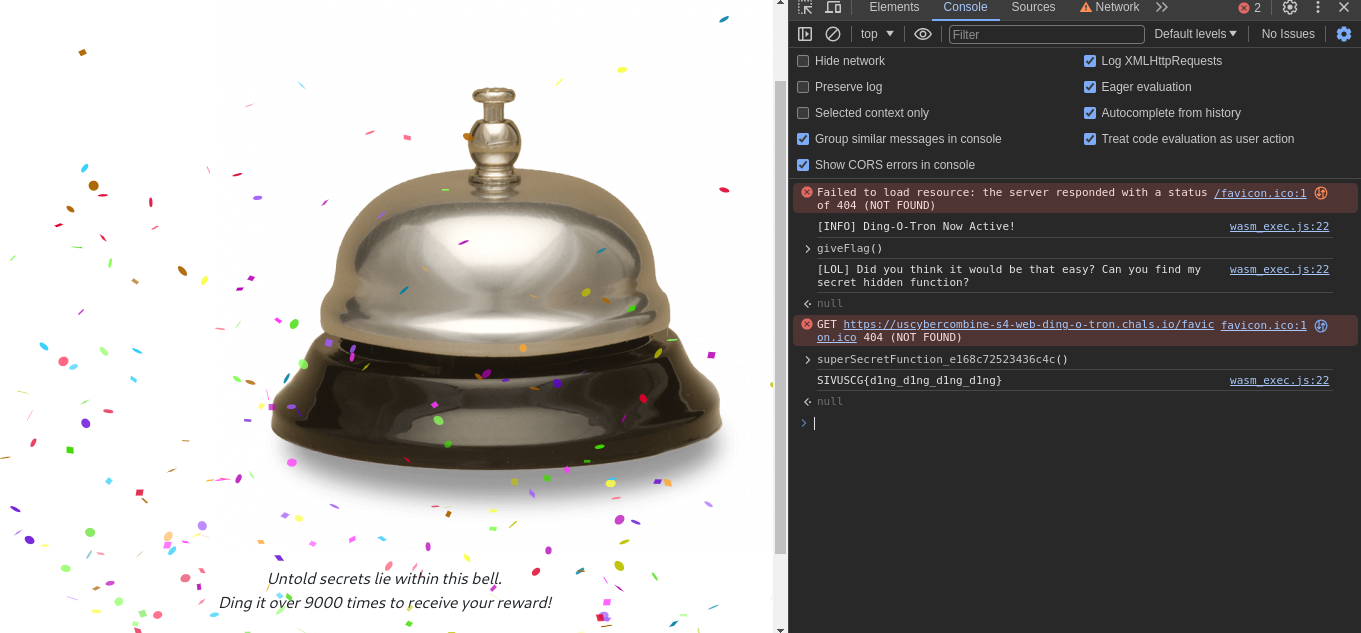 Untold secrets lie within this bell.
Ding it over 9000 times to receive your reward!
Elements Console Sources Network 2
top Filter Default levels No Issues
Hide network Log XMLHttpRequests
Preserve log Eager evaluation
Selected context only Autocomplete from history
Group similar messages in console Treat code evaluation as user action
Show CORS errors in console
Failed to load resource: the server responded with a status /favicon.ico:1
of 404 (NOT FOUND)
[INFO] Ding-O-Tron Now Active! wasm_exec.js:22
giveFlag()
[LOL] Did you think it would be that easy? Can you find my wasm_exec.js:22
secret hidden function?
null
GET https://uscybercombine-s4-web-ding-o-tron.chals.io/favic favicon.ico:1
on.ico 404 (NOT FOUND)
superSecretFunction_e168c72523436c4c()
SIVUSCG{d1ng_d1ng_d1ng_d1ng} wasm_exec.js:22
null